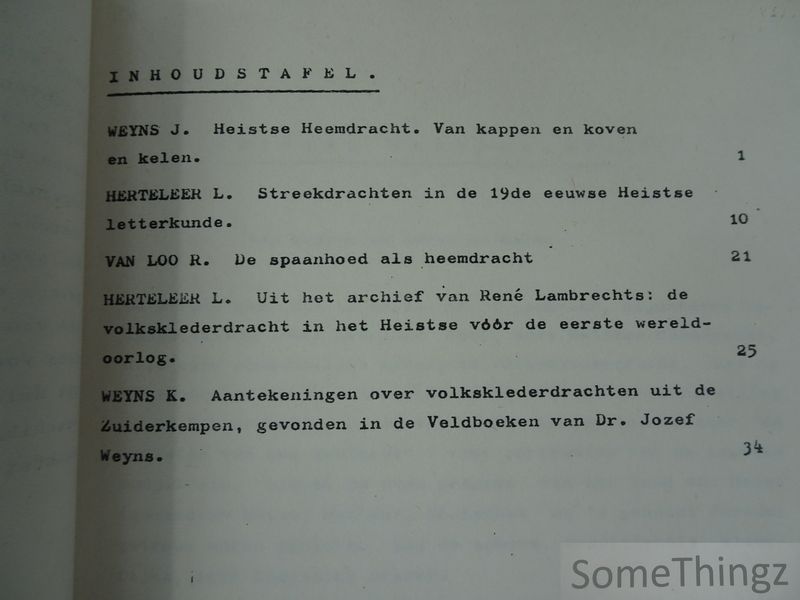 INHOUDSTAFEL.
WEYNS J. Heistse Heemdracht. Van kappen en koven
en kelen. 1
HERTELEER L. Streekdrachten in de 19de eeuwse Heistse
letterkunde. 10
VAN LOO R. De spaanhoed als heemdracht 21
HERTELEER L. Uit het archief van René Lambrechts: de
volksklederdracht in het Heistse vóór de eerste wereld-
oorlog. 25
WEYNS K. Aantekeningen over volksklederdrachten uit de
Zuiderkempen, gevonden in de Veldboeken van Dr. Jozef
Weyns. 34
SomeThingz